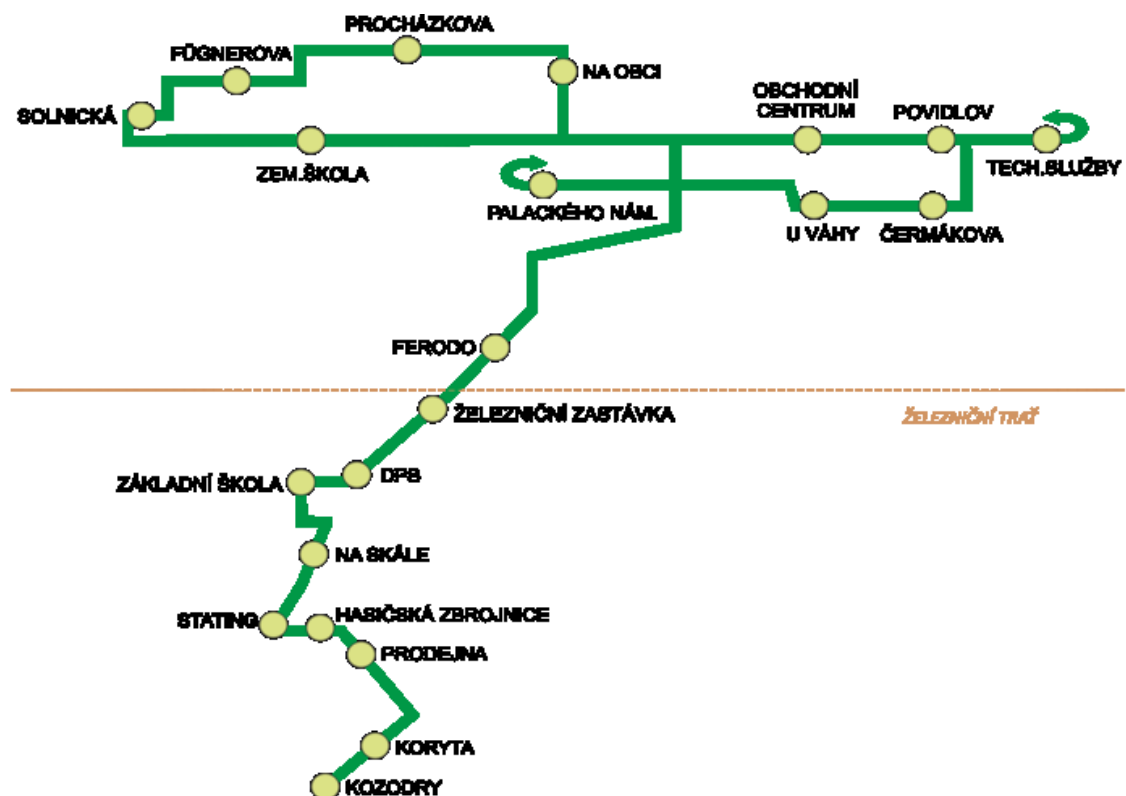 PROCHÁZKOVA
FÜGNEROVA
NA OBCI
SOLNICKÁ
OBCHODNÍ
CENTRUM
POVIDLOV
ZEM.ŠKOLA
TECH.SLUŽBY
PALACKÉHO NÁM.
U VÁHY
ČERMÁKOVA
FERODO
ŽELEZNIČNÍ ZASTÁVKA
ŽELEZNIČNÍ TRAŤ
DPS
ZÁKLADNÍ ŠKOLA
NA SKÁLE
STATING
HASIČSKÁ ZBROJNICE
PRODEJNA
KORYTA
KOZODRY